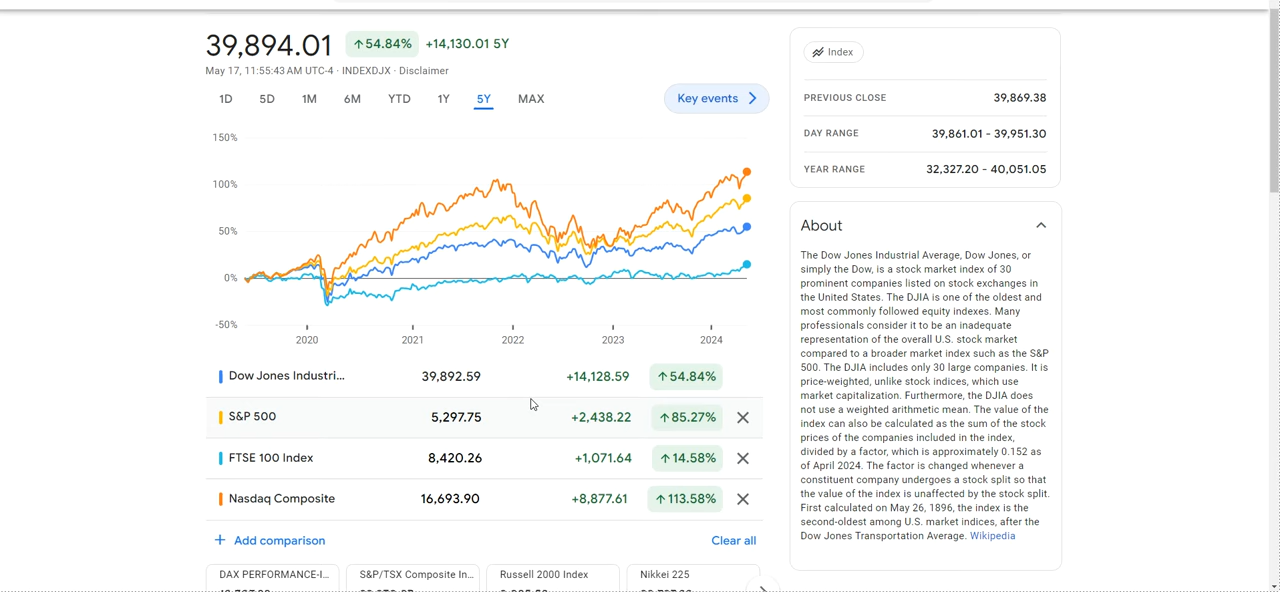 39,894.01 ↑54.84% +14,130.01 5Y
May 17, 11:55:43 AM UTC-4 · INDEXDJX · Disclaimer
1D 5D 1M 6M YTD 1Y 5Y MAX Key events
150%
100%
50%
0%
-50%
2020 2021 2022 2023 2024
Dow Jones Industri... 39,892.59 +14,128.59 ↑54.84%
S&P 500 5,297.75 +2,438.22 ↑85.27%
FTSE 100 Index 8,420.26 +1,071.64 ↑14.58%
Nasdaq Composite 16,693.90 +8,877.61 ↑113.58%
+ Add comparison Clear all
DAX PERFORMANCE-I... S&P/TSX Composite In... Russell 2000 Index Nikkei 225
Index
PREVIOUS CLOSE 39,869.38
DAY RANGE 39,861.01 - 39,951.30
YEAR RANGE 32,327.20 - 40,051.05
About
The Dow Jones Industrial Average, Dow Jones, or
simply the Dow, is a stock market index of 30
prominent companies listed on stock exchanges in
the United States. The DJIA is one of the oldest and
most commonly followed equity indexes. Many
professionals consider it to be an inadequate
representation of the overall U.S. stock market
compared to a broader market index such as the S&P
500. The DJIA includes only 30 large companies. It is
price-weighted, unlike stock indices, which use
market capitalization. Furthermore, the DJIA does
not use a weighted arithmetic mean. The value of the
index can also be calculated as the sum of the stock
prices of the companies included in the index,
divided by a factor, which is approximately 0.152 as
of April 2024. The factor is changed whenever a
constituent company undergoes a stock split so that
the value of the index is unaffected by the stock split.
First calculated on May 26, 1896, the index is the
second-oldest among U.S. market indices, after the
Dow Jones Transportation Average. Wikipedia